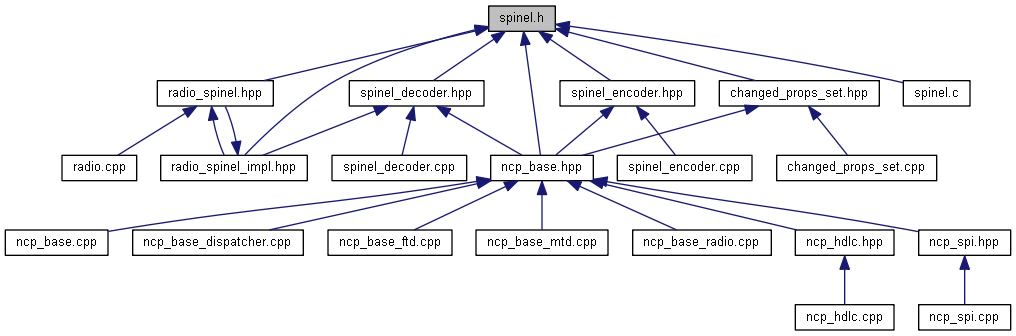 spinel.h
radio_spinel.hpp
spinel_decoder.hpp
spinel_encoder.hpp
changed_props_set.hpp
spinel.c
radio.cpp
radio_spinel_impl.hpp
spinel_decoder.cpp
ncp_base.hpp
spinel_encoder.cpp
changed_props_set.cpp
ncp_base.cpp
ncp_base_dispatcher.cpp
ncp_base_ftd.cpp
ncp_base_mtd.cpp
ncp_base_radio.cpp
ncp_hdlc.hpp
ncp_spi.hpp
ncp_hdlc.cpp
ncp_spi.cpp